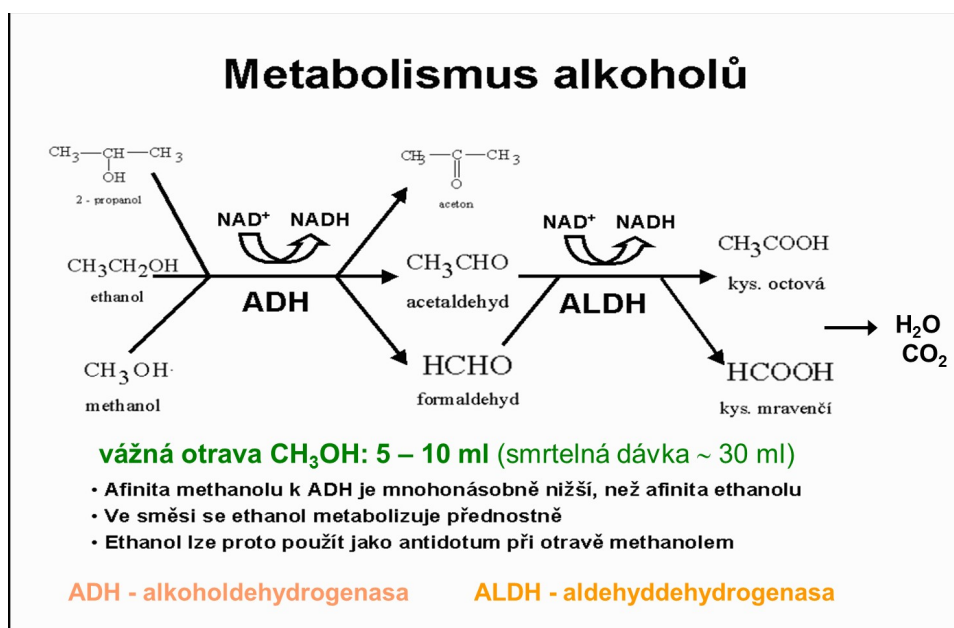 Metabolismus alkoholů
CH₃—CH—CH₃
OH
2 - propanol
CH₃—C—CH₃
O
aceton
NAD⁺ NADH
NAD⁺ NADH
CH₃CH₂OH
ethanol
ADH
CH₃CHO
acetaldehyd
ALDH
CH₃COOH
kys. octová
H₂O
CO₂
CH₃OH·
methanol
HCHO
formaldehyd
HCOOH
kys. mravenčí
vážná otrava CH₃OH: 5 – 10 ml (smrtelná dávka ~ 30 ml)
• Afinita methanolu k ADH je mnohonásobně nižší, než afinita ethanolu
• Ve směsi se ethanol metabolizuje přednostně
• Ethanol lze proto použít jako antidotum při otravě methanolem
ADH - alkoholdehydrogenasa
ALDH - aldehyddehydrogenasa